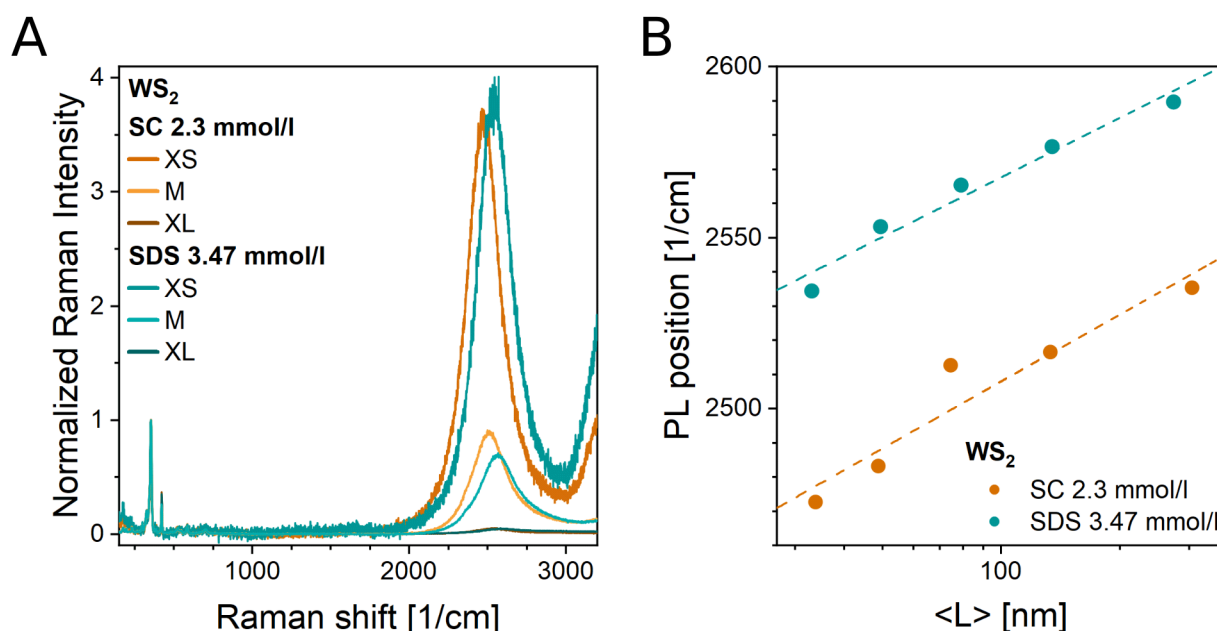 A
Normalized Raman Intensity
4
3
2
1
0
WS₂
SC 2.3 mmol/l
XS
M
XL
SDS 3.47 mmol/l
XS
M
XL
1000
2000
3000
Raman shift [1/cm]
B
PL position [1/cm]
2600
2550
2500
WS₂
SC 2.3 mmol/l
SDS 3.47 mmol/l
100
<L> [nm]